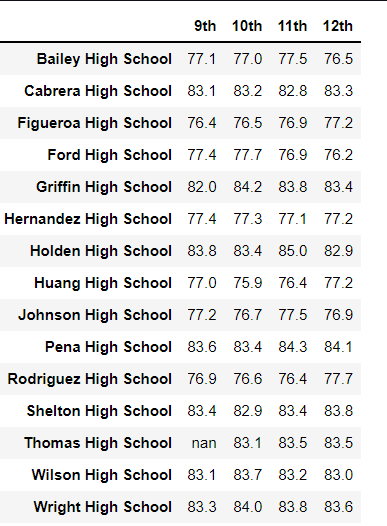 9th 10th 11th 12th
Bailey High School 77.1 77.0 77.5 76.5
Cabrera High School 83.1 83.2 82.8 83.3
Figueroa High School 76.4 76.5 76.9 77.2
Ford High School 77.4 77.7 76.9 76.2
Griffin High School 82.0 84.2 83.8 83.4
Hernandez High School 77.4 77.3 77.1 77.2
Holden High School 83.8 83.4 85.0 82.9
Huang High School 77.0 75.9 76.4 77.2
Johnson High School 77.2 76.7 77.5 76.9
Pena High School 83.6 83.4 84.3 84.1
Rodriguez High School 76.9 76.6 76.4 77.7
Shelton High School 83.4 82.9 83.4 83.8
Thomas High School nan 83.1 83.5 83.5
Wilson High School 83.1 83.7 83.2 83.0
Wright High School 83.3 84.0 83.8 83.6